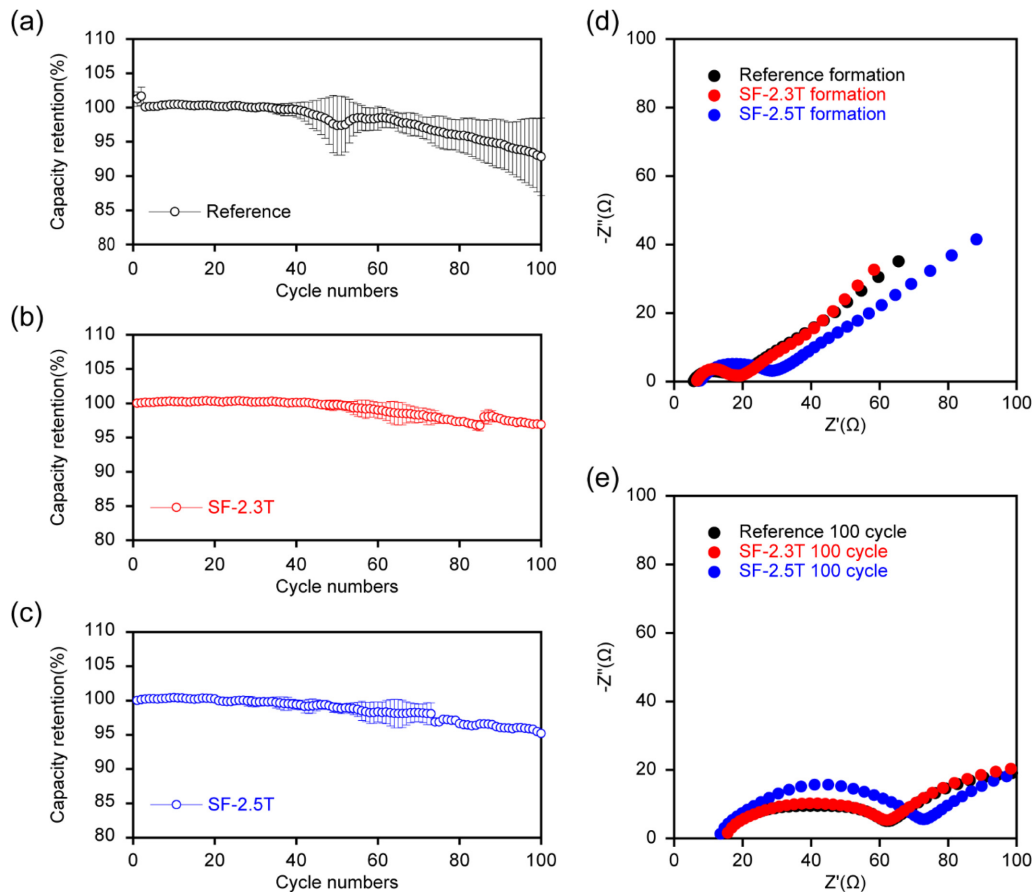 (a)
110
105
100
95
90
85
80
Capacity retention(%)
Reference
0 20 40 60 80 100
Cycle numbers
(b)
110
105
100
95
90
85
80
Capacity retention(%)
SF-2.3T
0 20 40 60 80 100
Cycle numbers
(c)
110
105
100
95
90
85
80
Capacity retention(%)
SF-2.5T
0 20 40 60 80 100
Cycle numbers
(d)
100
80
60
40
20
0
-Z"(Ω)
Reference formation
SF-2.3T formation
SF-2.5T formation
0 20 40 60 80 100
Z'(Ω)
(e)
100
80
60
40
20
0
-Z"(Ω)
Reference 100 cycle
SF-2.3T 100 cycle
SF-2.5T 100 cycle
0 20 40 60 80 100
Z'(Ω)